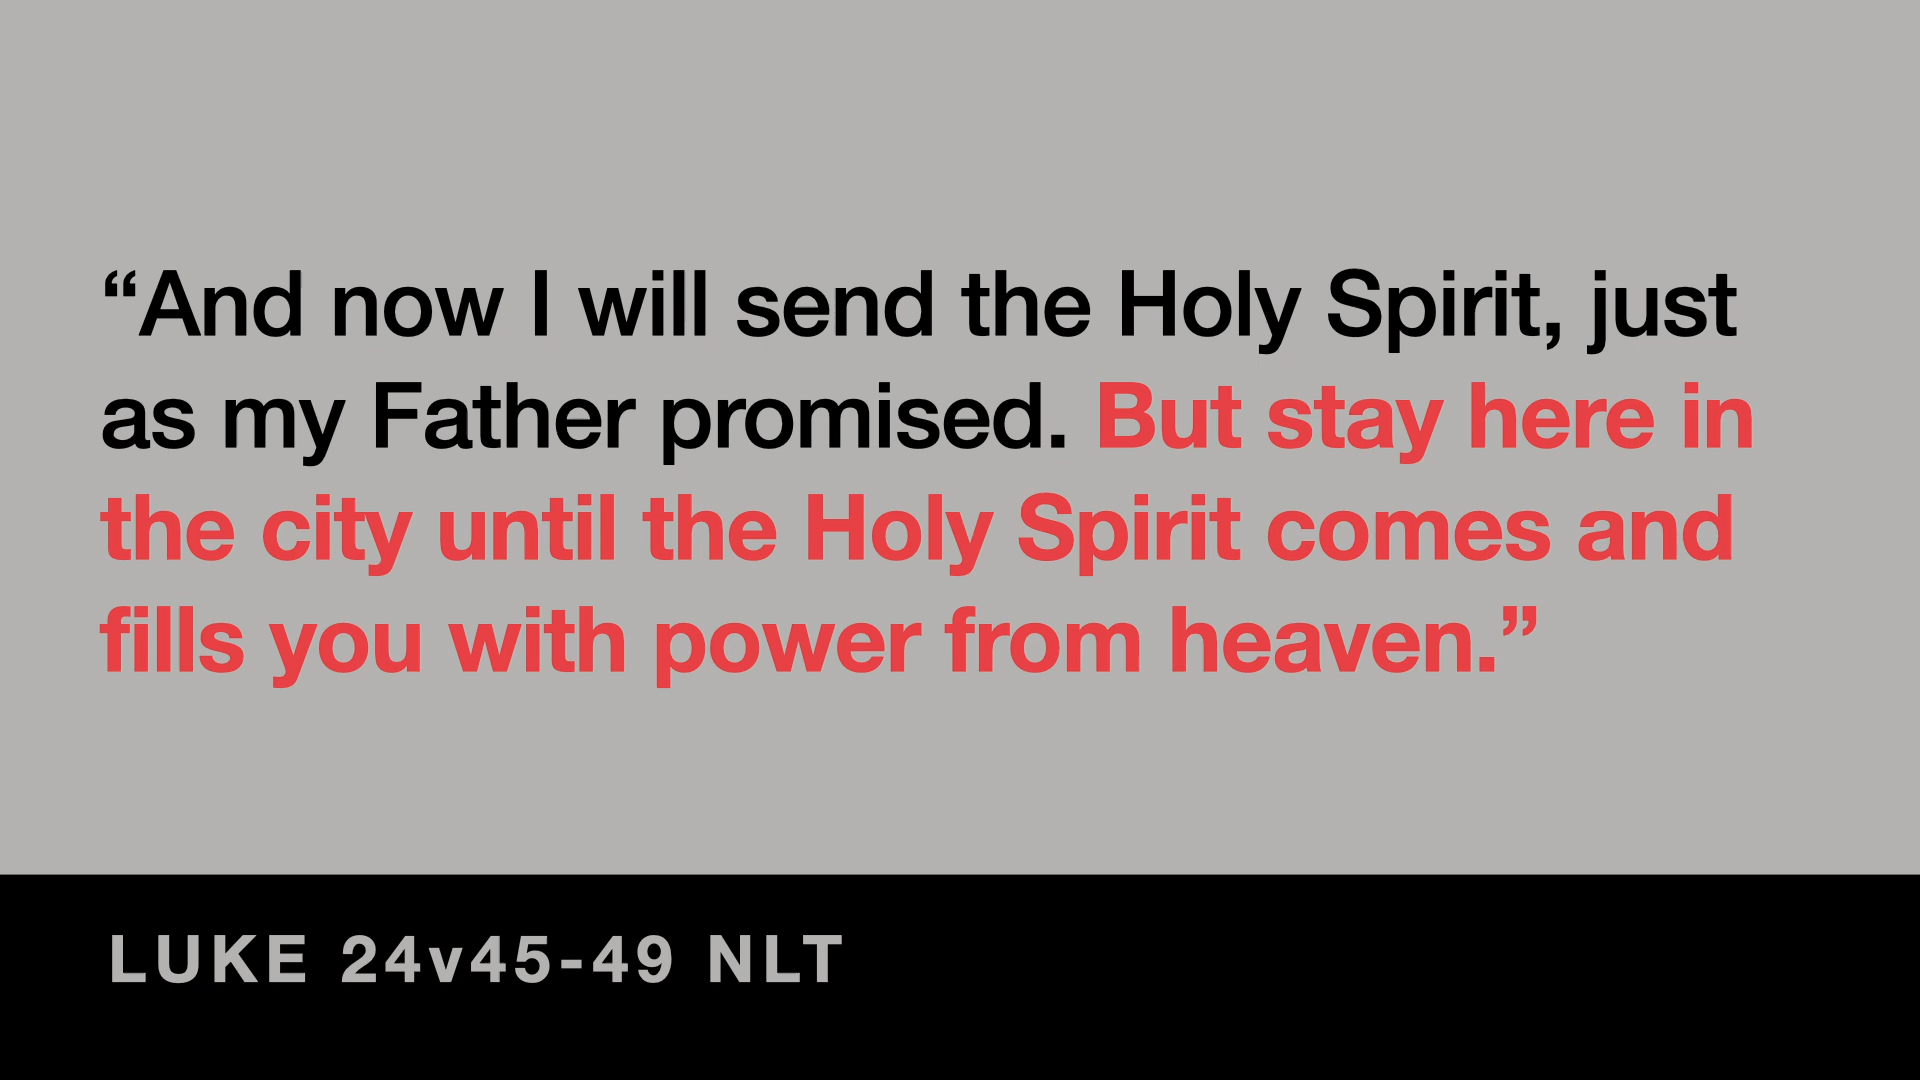 “And now I will send the Holy Spirit, just
as my Father promised. But stay here in
the city until the Holy Spirit comes and
fills you with power from heaven.”
LUKE 24v45-49 NLT